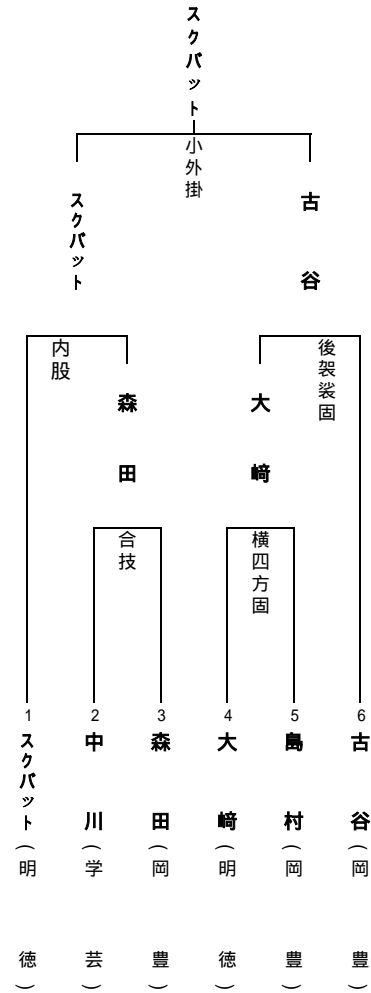 スクバット
小外掛
スクバット
古谷
内股
後袈裟固
森田
大﨑
合技
横四方固
1
2
3
4
5
6
スクバット(明徳)
中川(学芸)
森田(岡豊)
大﨑(明徳)
島村(岡豊)
古谷(岡豊)